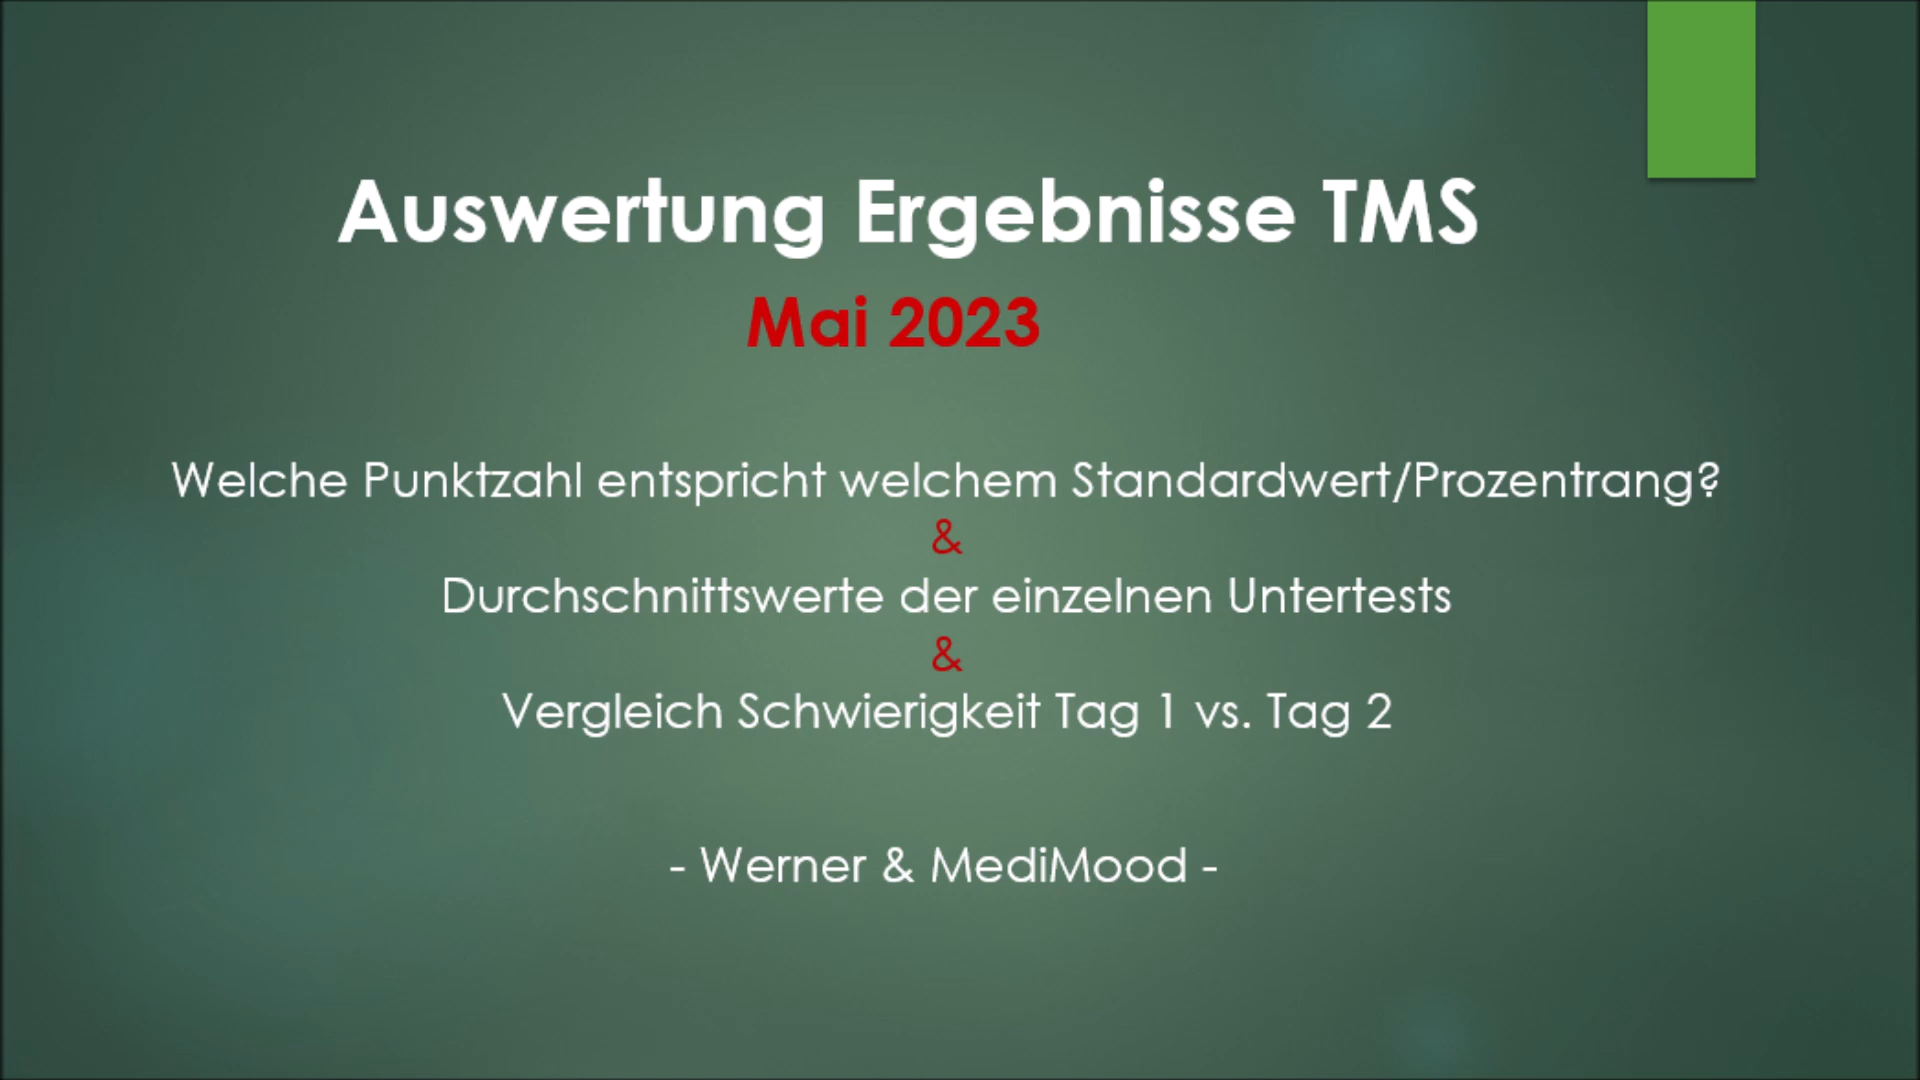 Auswertung Ergebnisse TMS
Mai 2023
Welche Punktzahl entspricht welchem Standardwert/Prozentrang?
&
Durchschnittswerte der einzelnen Untertests
&
Vergleich Schwierigkeit Tag 1 vs. Tag 2
- Werner & MediMood -